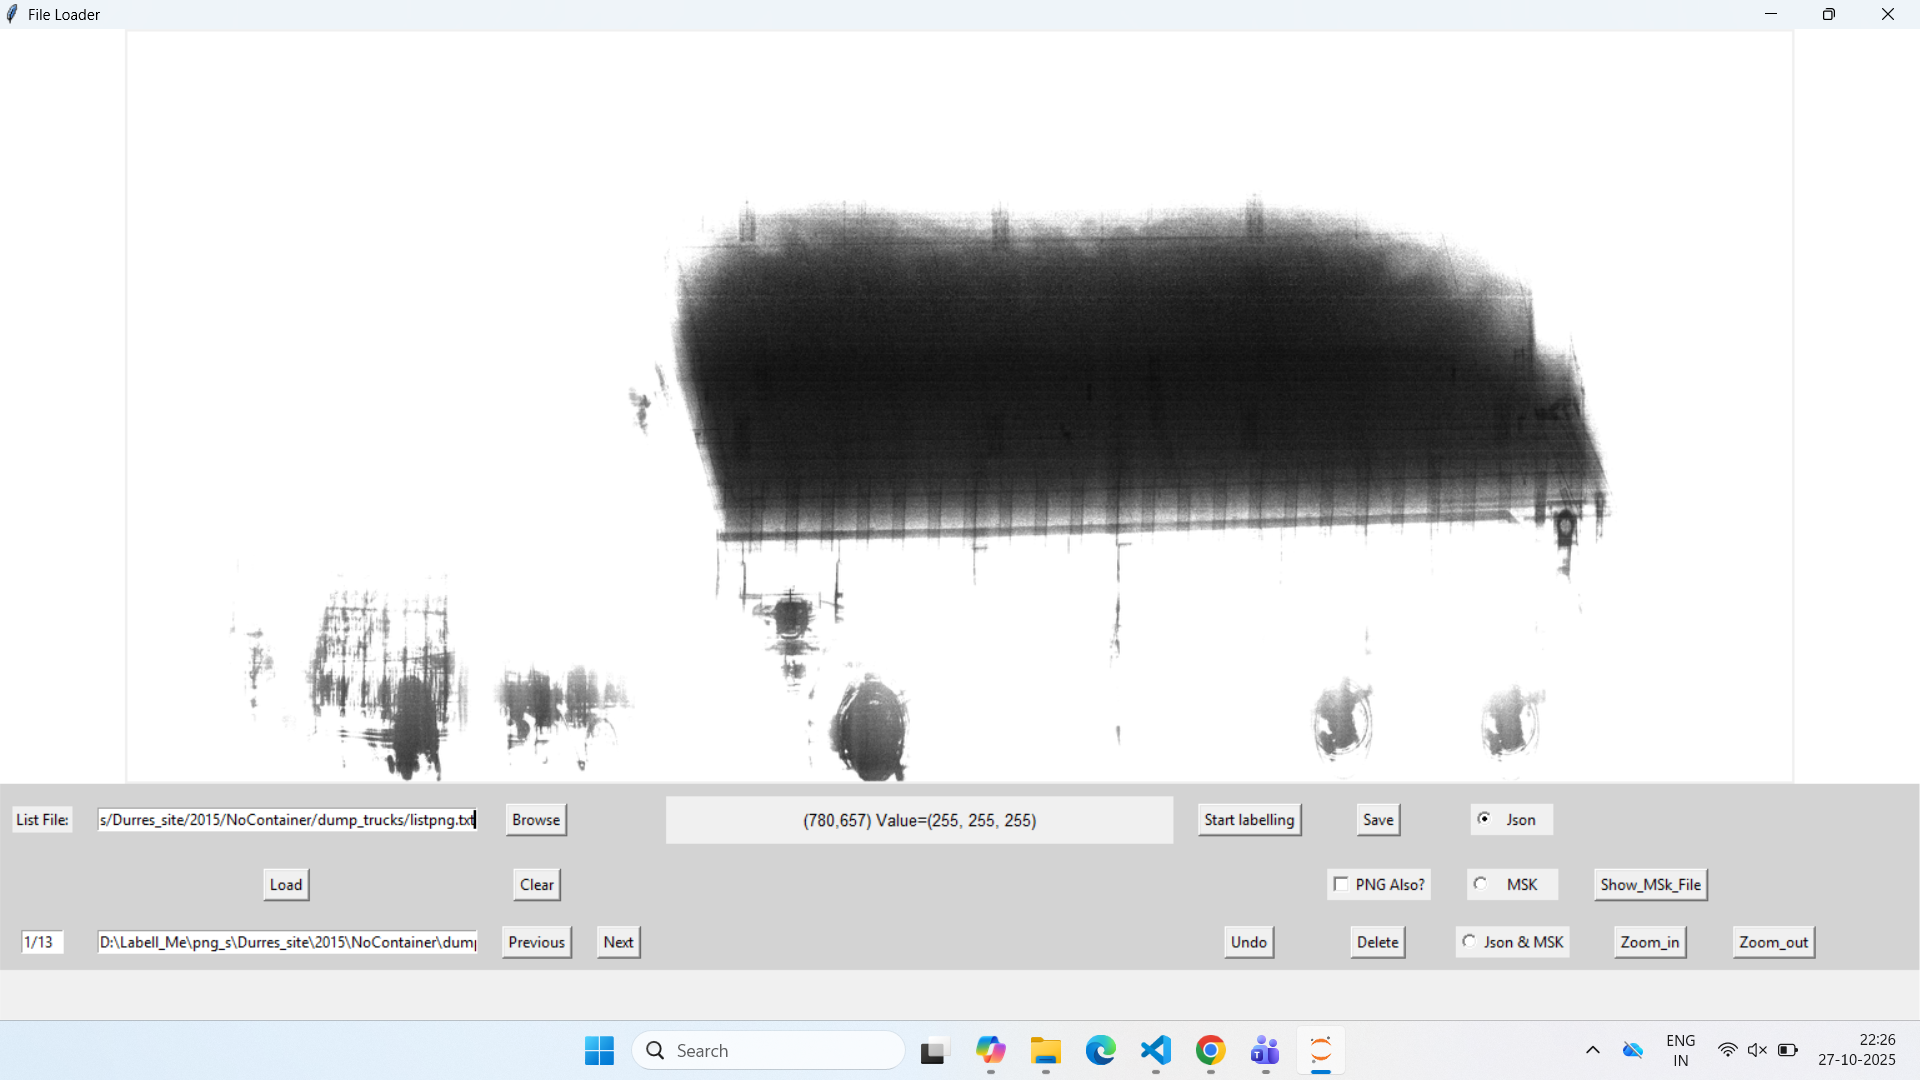 File Loader
List File:
s/Durres_site/2015/NoContainer/dump_trucks/listpng.txt
Browse
(780,657) Value=(255, 255, 255)
Start labelling
Save
Json
Load
Clear
PNG Also?
MSK
Show_MSk_File
1/13
D:\Labell_Me\png_s\Durres_site\2015\NoContainer\dump
Previous
Next
Undo
Delete
Json & MSK
Zoom_in
Zoom_out
Search
ENG
IN
22:26
27-10-2025